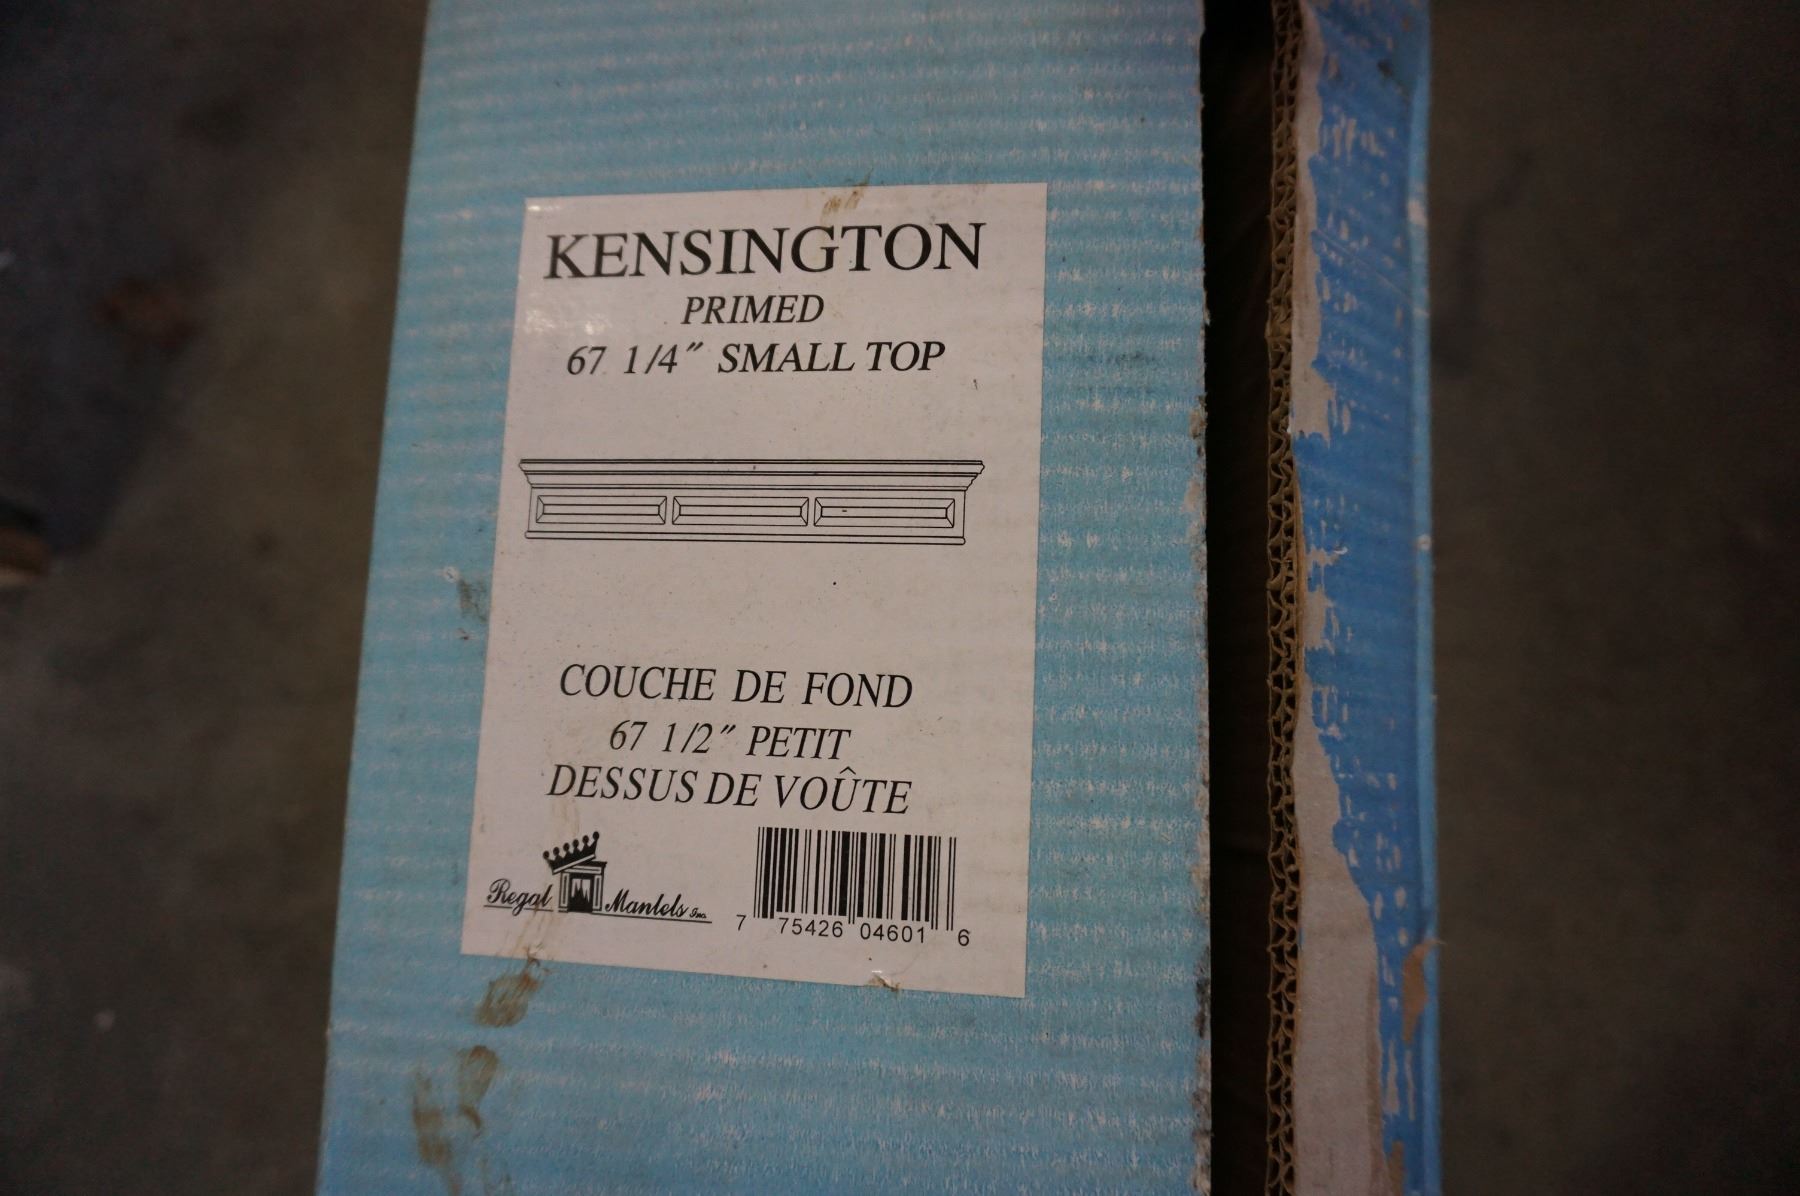 KENSINGTON
PRIMED
67 1/4" SMALL TOP
COUCHE DE FOND
67 1/2" PETIT
DESSUS DE VOÛTE
Regal Mantels Inc.
7 75426 04601 6